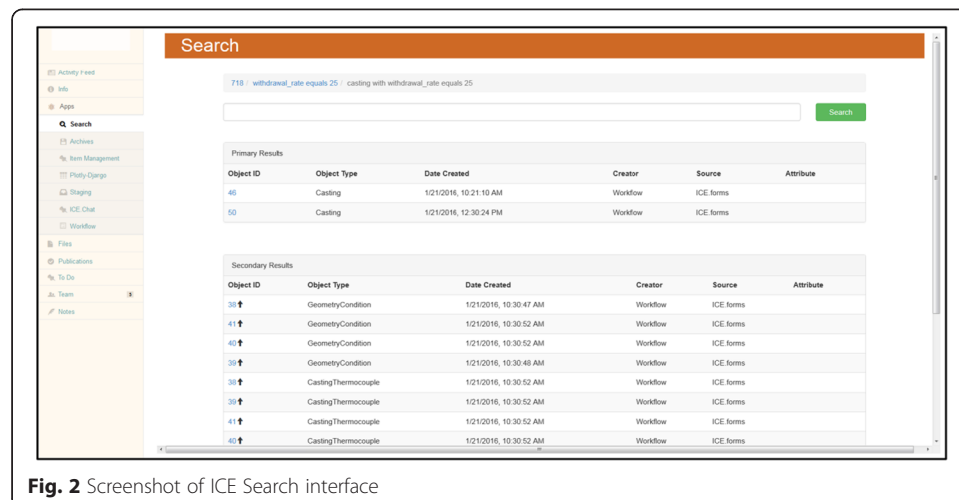 Search
Activity Feed
Info
Apps
Search
Archives
Item Management
Plotly-Django
Staging
ICE Chat
Workflow
Files
Publications
To Do
Team
Notes
718 / withdrawal_rate equals 25 / casting with withdrawal_rate equals 25
Search
Primary Results
Object ID Object Type Date Created Creator Source Attribute
46 Casting 1/21/2016, 10:21:10 AM Workflow ICE.forms
50 Casting 1/21/2016, 12:30:24 PM Workflow ICE.forms
Secondary Results
Object ID Object Type Date Created Creator Source Attribute
38 GeometryCondition 1/21/2016, 10:30:47 AM Workflow ICE.forms
41 GeometryCondition 1/21/2016, 10:30:52 AM Workflow ICE.forms
40 GeometryCondition 1/21/2016, 10:30:52 AM Workflow ICE.forms
39 GeometryCondition 1/21/2016, 10:30:48 AM Workflow ICE.forms
38 CastingThermocouple 1/21/2016, 10:30:52 AM Workflow ICE.forms
39 CastingThermocouple 1/21/2016, 10:30:52 AM Workflow ICE.forms
41 CastingThermocouple 1/21/2016, 10:30:52 AM Workflow ICE.forms
40 CastingThermocouple 1/21/2016, 10:30:52 AM Workflow ICE.forms
Fig. 2 Screenshot of ICE Search interface